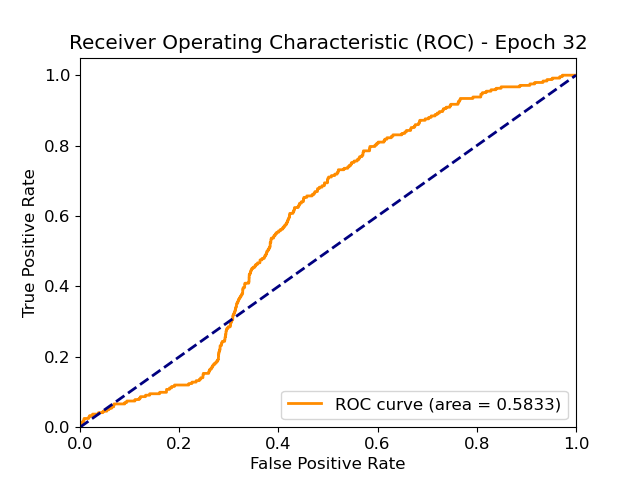 Receiver Operating Characteristic (ROC) - Epoch 32
True Positive Rate
1.0
0.8
0.6
0.4
0.2
0.0
ROC curve (area = 0.5833)
0.0 0.2 0.4 0.6 0.8 1.0
False Positive Rate